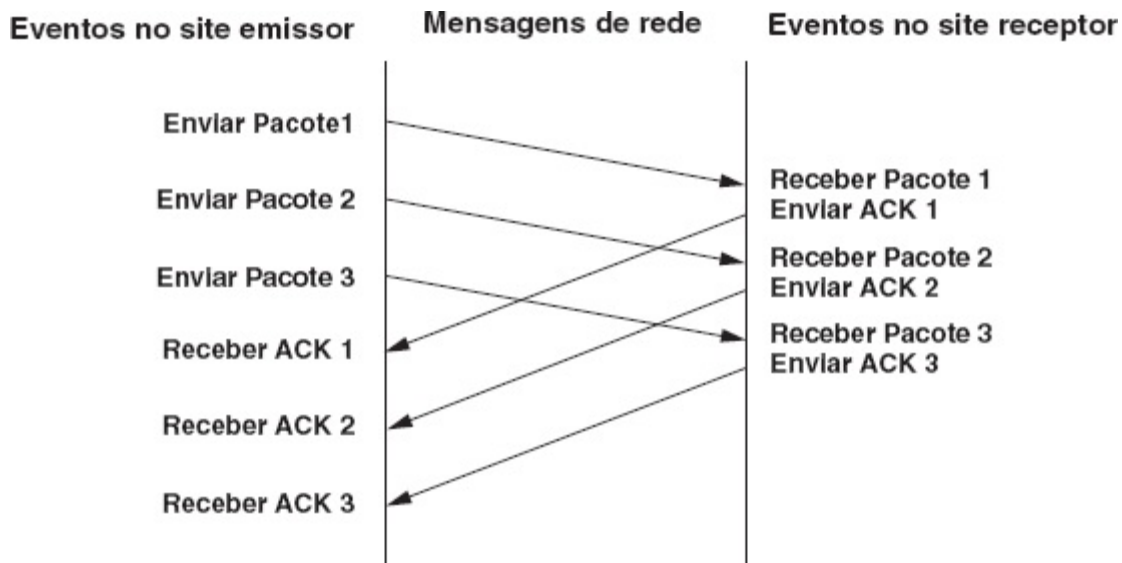 Eventos no site emissor
Mensagens de rede
Eventos no site receptor
Enviar Pacote1
Enviar Pacote 2
Enviar Pacote 3
Receber ACK 1
Receber ACK 2
Receber ACK 3
Receber Pacote 1
Enviar ACK 1
Receber Pacote 2
Enviar ACK 2
Receber Pacote 3
Enviar ACK 3